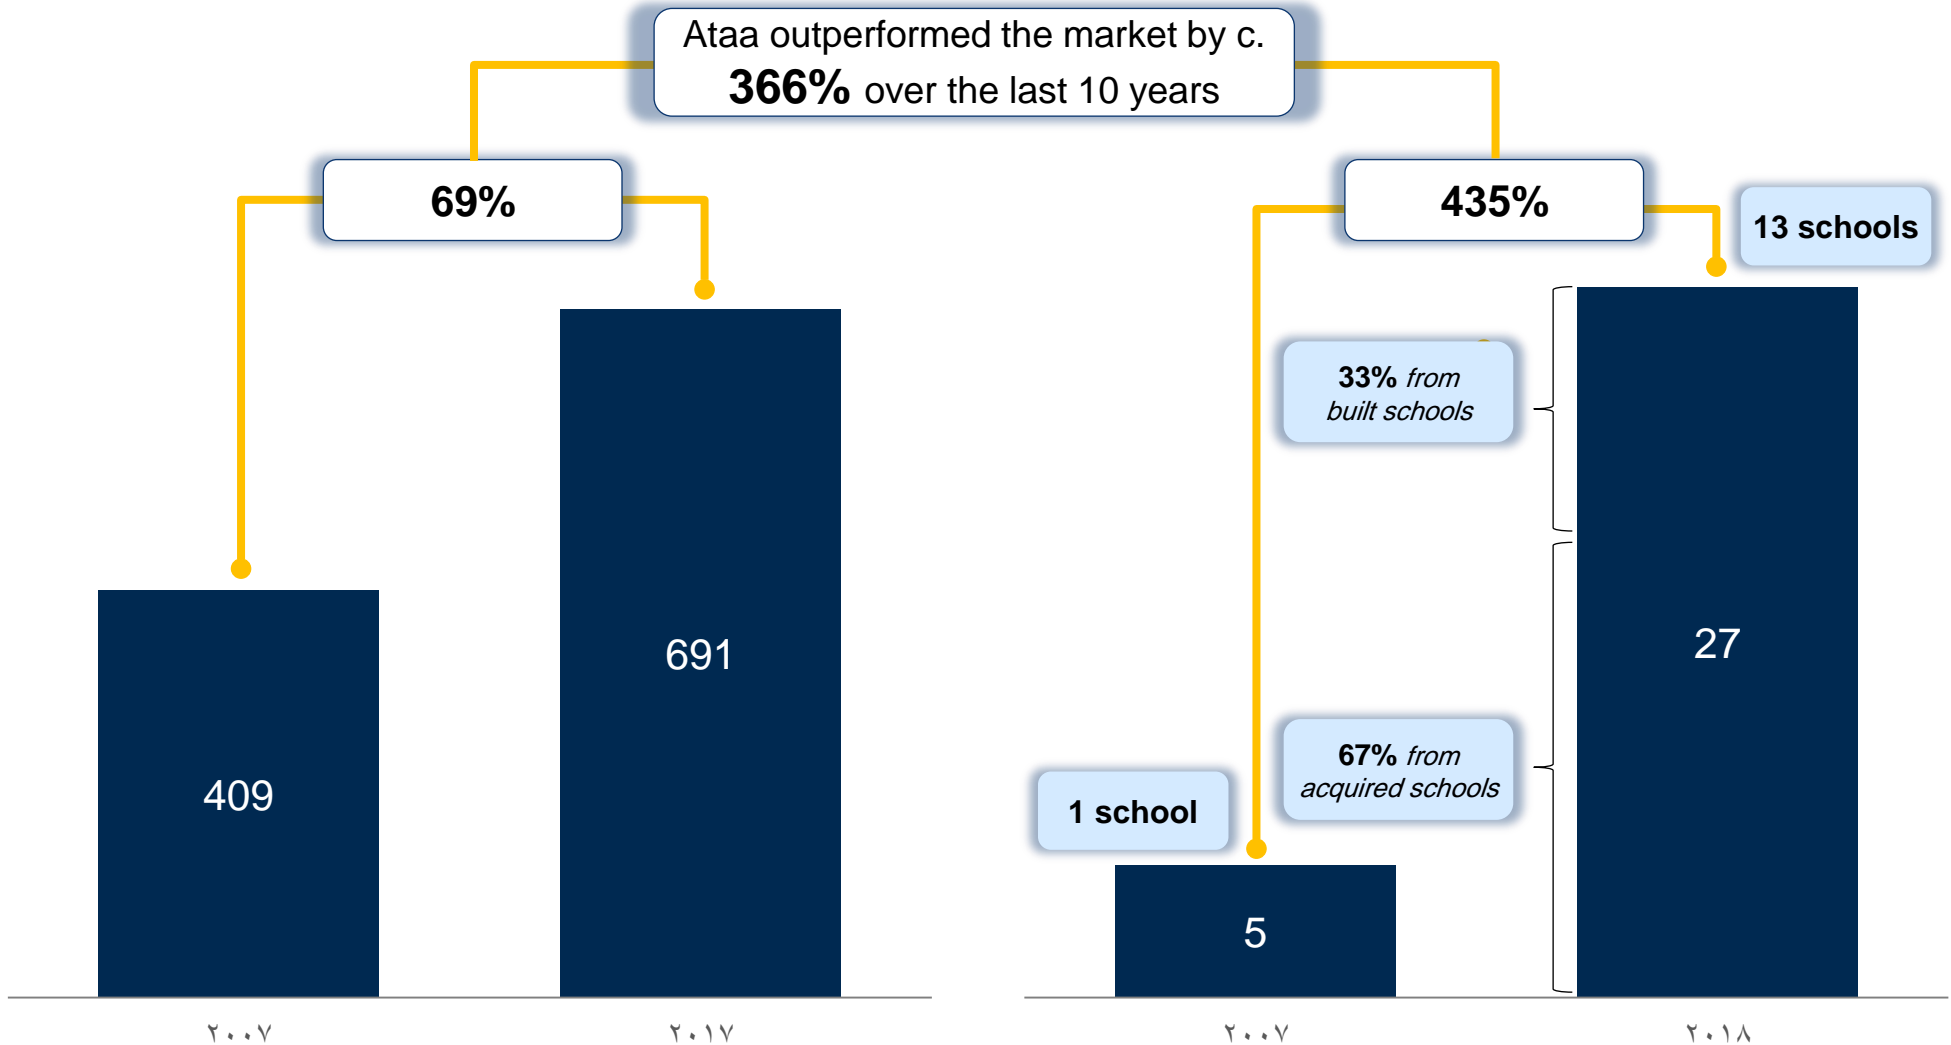 Ataa outperformed the market by c.
366% over the last 10 years
69%
435%
13 schools
33% from
built schools
67% from
acquired schools
1 school
409
691
5
27
٢٠٠٧
٢٠١٧
٢٠٠٧
٢٠١٨